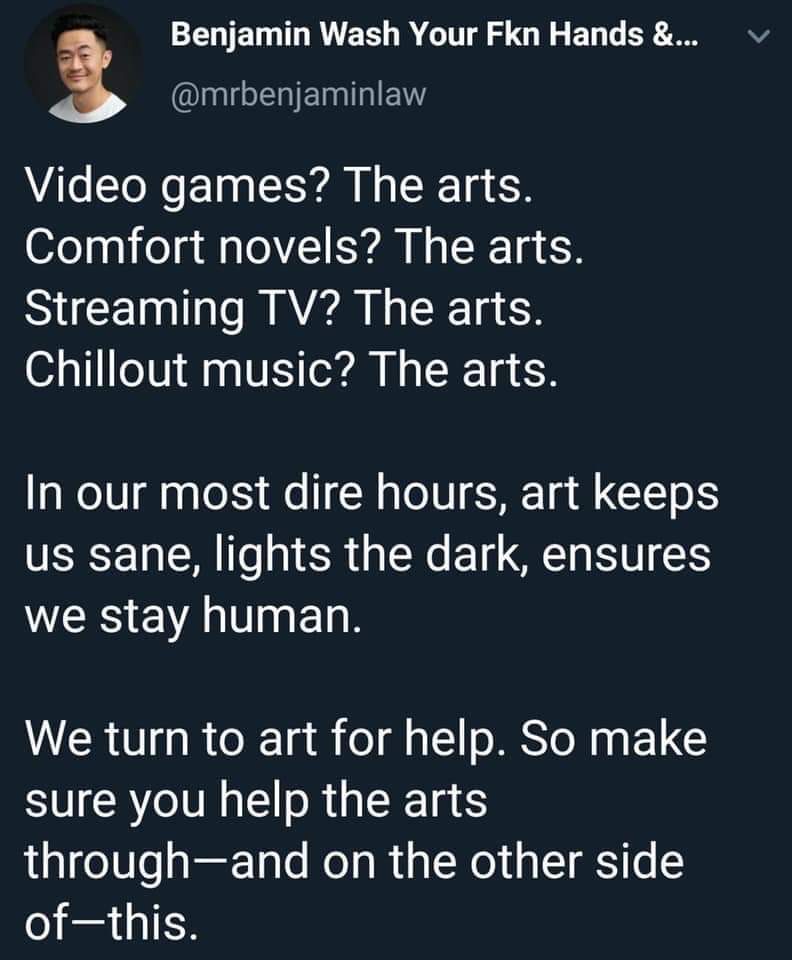 Benjamin Wash Your Fkn Hands &...
@mrbenjaminlaw
Video games? The arts.
Comfort novels? The arts.
Streaming TV? The arts.
Chillout music? The arts.
In our most dire hours, art keeps
us sane, lights the dark, ensures
we stay human.
We turn to art for help. So make
sure you help the arts
through—and on the other side
of—this.